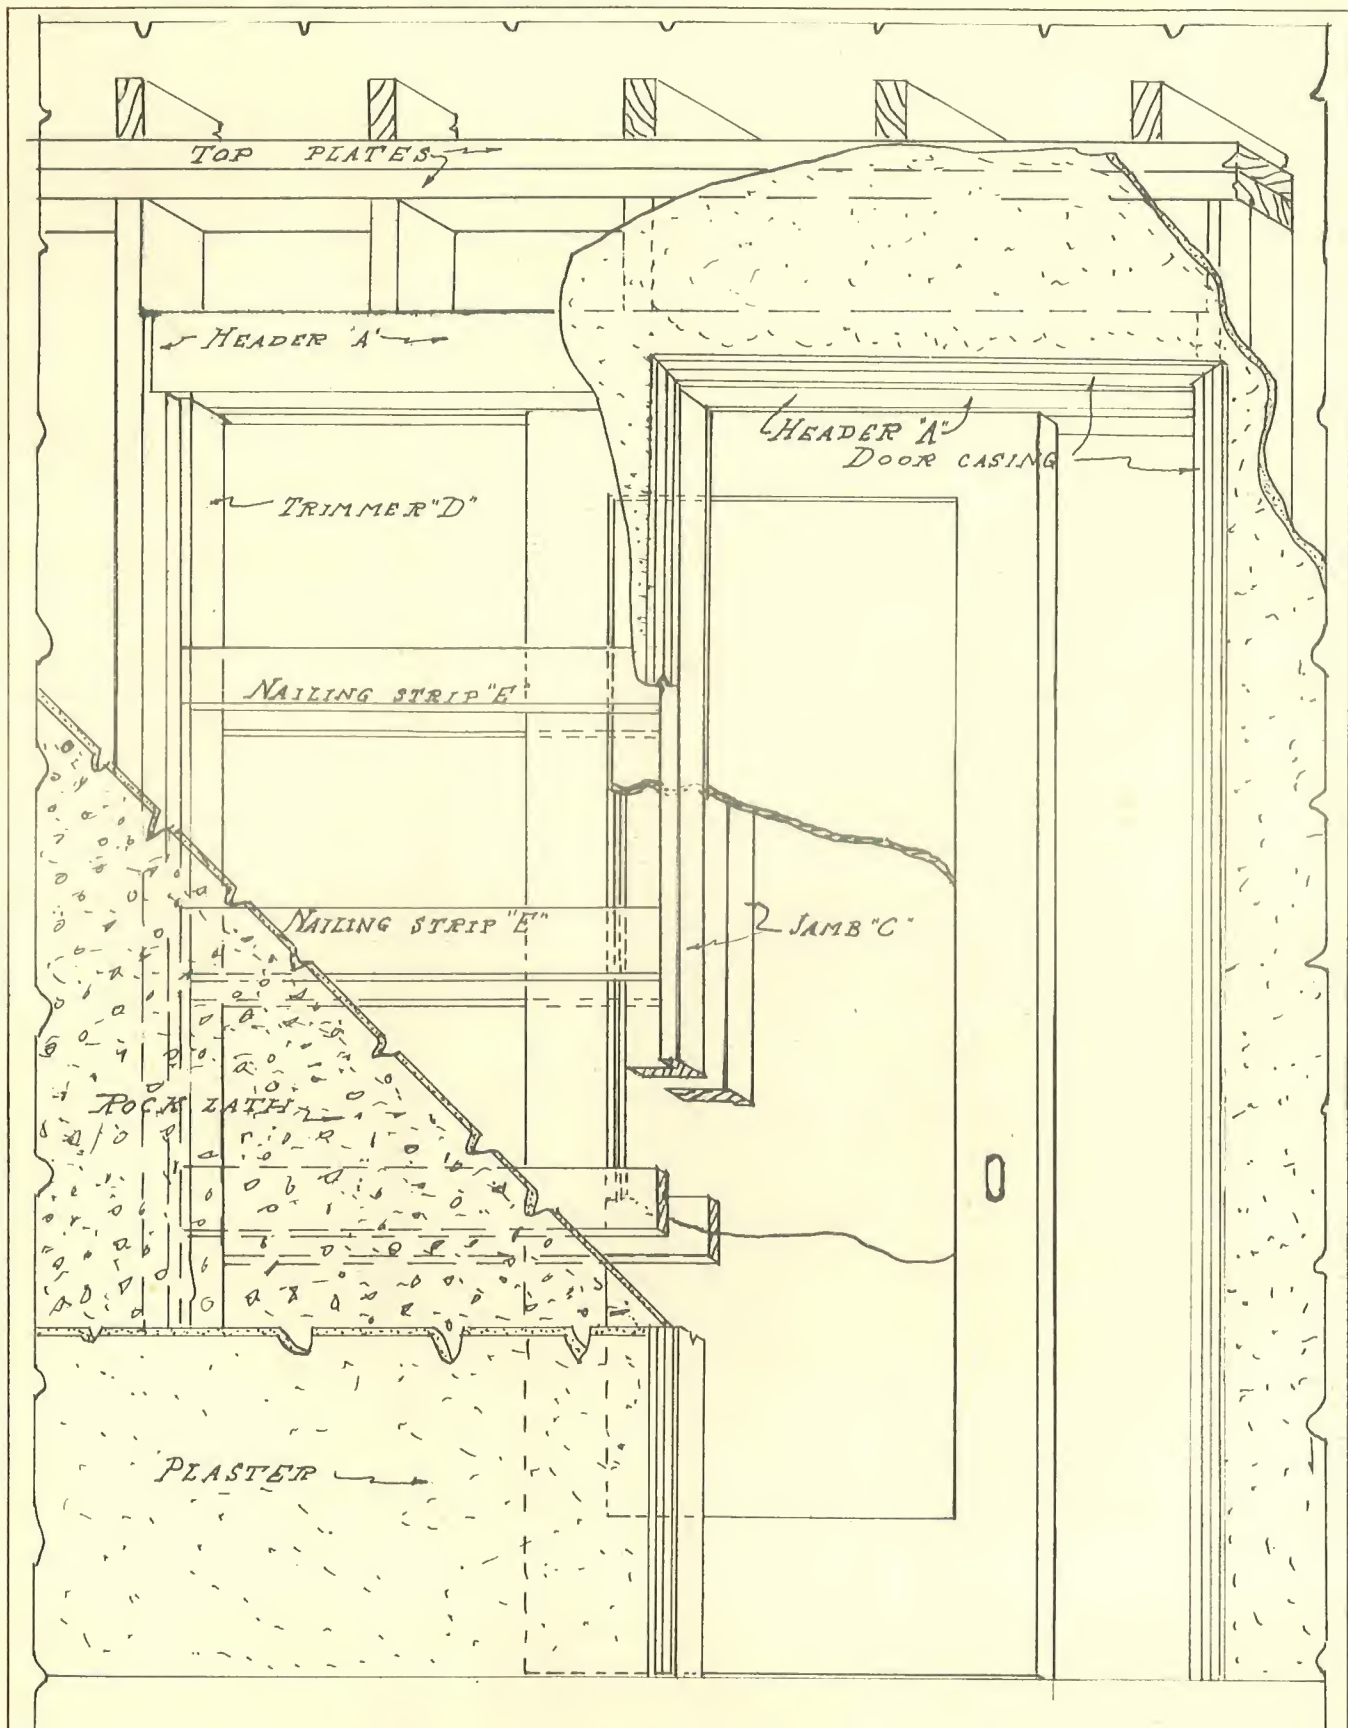 TOP PLATES
HEADER 'A'
HEADER "A"
DOOR CASING
TRIMMER "D"
NAILING STRIP "E"
NAILING STRIP "E"
JAMB "C"
ROCK LATH
PLASTER